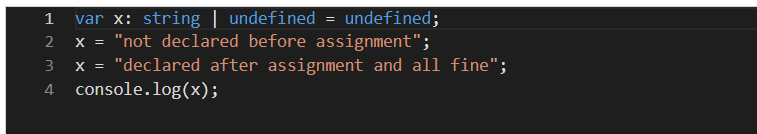 1 var x: string | undefined = undefined;
2 x = "not declared before assignment";
3 x = "declared after assignment and all fine";
4 console.log(x);